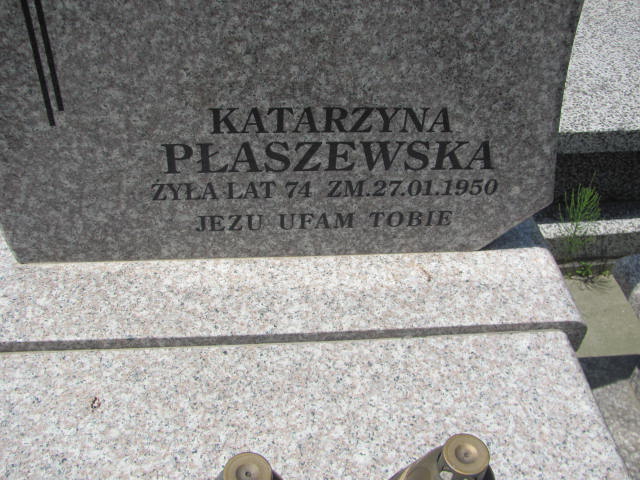 KATARZYNA
PŁASZEWSKA
ŻYŁA LAT 74 ZM.27.01.1950
JEZU UFAM TOBIE